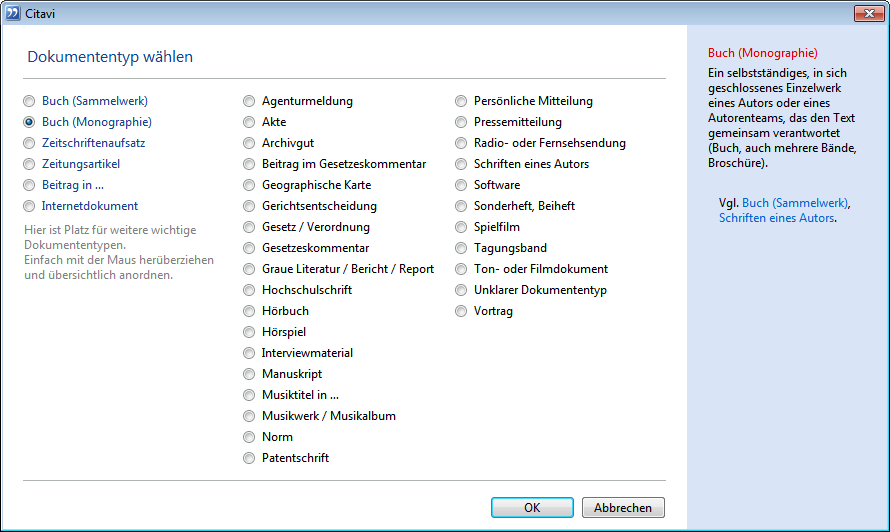 Citavi
Dokumententyp wählen
Buch (Sammelwerk)
Buch (Monographie)
Zeitschriftenaufsatz
Zeitungsartikel
Beitrag in ...
Internetdokument
Hier ist Platz für weitere wichtige
Dokumententypen.
Einfach mit der Maus herüberziehen
und übersichtlich anordnen.
Agenturmeldung
Akte
Archivgut
Beitrag im Gesetzeskommentar
Geographische Karte
Gerichtsentscheidung
Gesetz / Verordnung
Gesetzeskommentar
Graue Literatur / Bericht / Report
Hochschulschrift
Hörbuch
Hörspiel
Interviewmaterial
Manuskript
Musiktitel in ...
Musikwerk / Musikalbum
Norm
Patentschrift
Persönliche Mitteilung
Pressemitteilung
Radio- oder Fernsehsendung
Schriften eines Autors
Software
Sonderheft, Beiheft
Spielfilm
Tagungsband
Ton- oder Filmdokument
Unklarer Dokumententyp
Vortrag
OK
Abbrechen
Buch (Monographie)
Ein selbstständiges, in sich
geschlossenes Einzelwerk
eines Autors oder eines
Autorenteams, das den Text
gemeinsam verantwortet
(Buch, auch mehrere Bände,
Broschüre).
Vgl. Buch (Sammelwerk),
Schriften eines Autors.